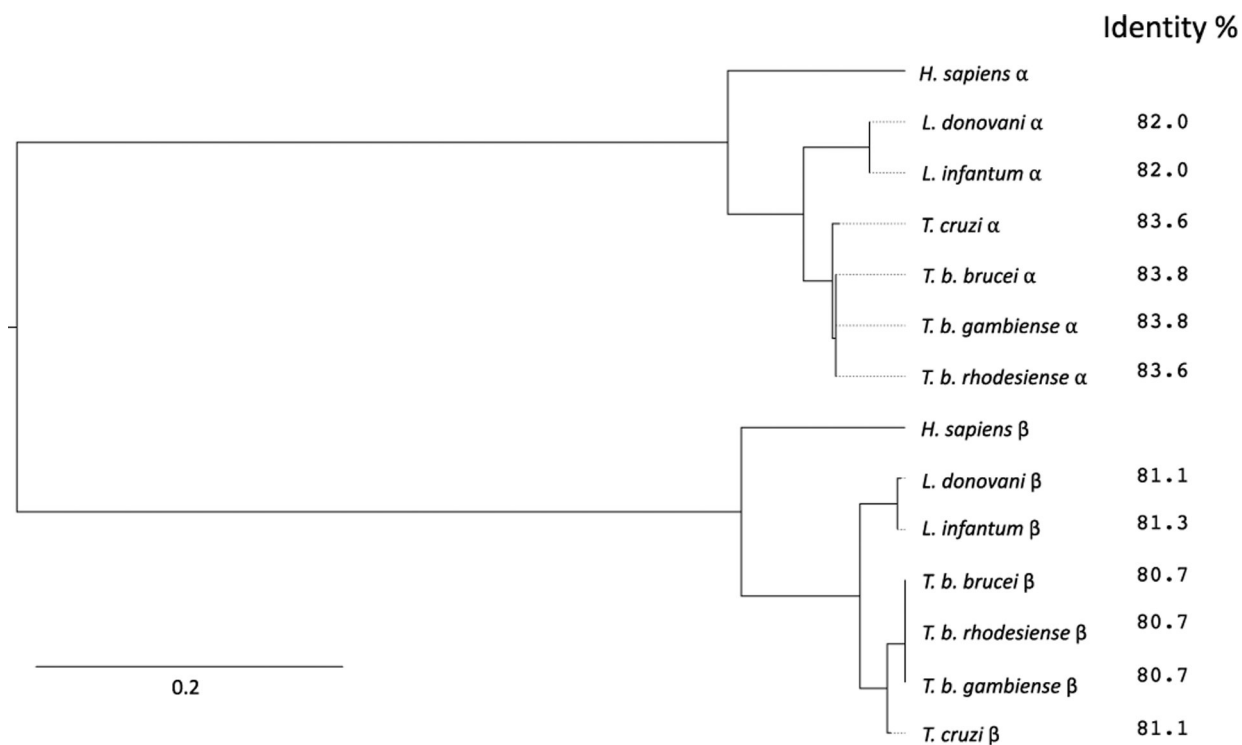 Identity %
H. sapiens α
L. donovani α 82.0
L. infantum α 82.0
T. cruzi α 83.6
T. b. brucei α 83.8
T. b. gambiense α 83.8
T. b. rhodesiense α 83.6
H. sapiens β
L. donovani β 81.1
L. infantum β 81.3
T. b. brucei β 80.7
T. b. rhodesiense β 80.7
T. b. gambiense β 80.7
T. cruzi β 81.1
0.2